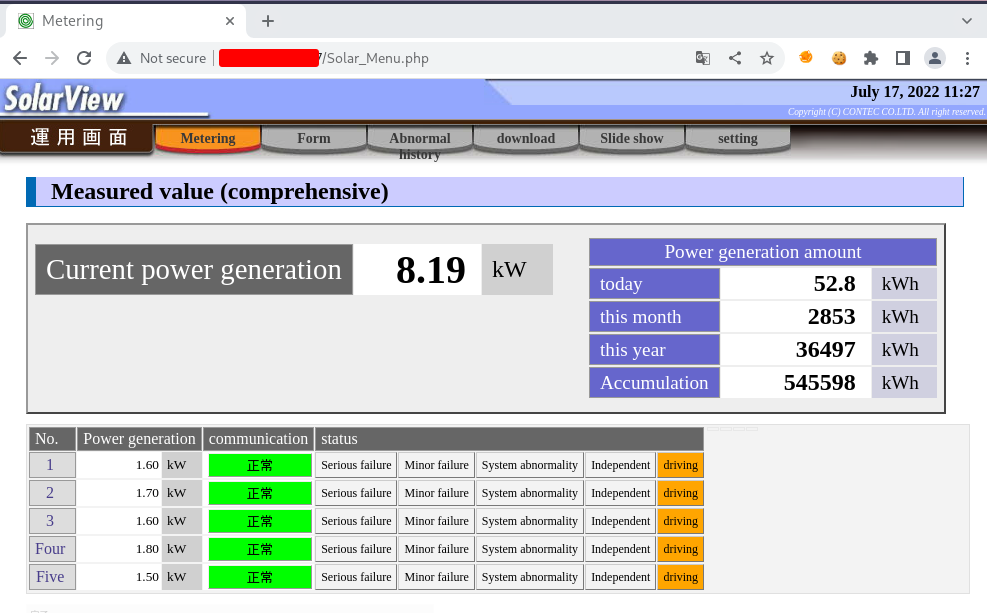 Metering
Not secure
/Solar_Menu.php
SolarView
July 17, 2022 11:27
Copyright (C) CONTEC CO.LTD. All right reserved.
運用画面
Metering
Form
Abnormal
history
download
Slide show
setting
Measured value (comprehensive)
Current power generation 8.19 kW
Power generation amount
today 52.8 kWh
this month 2853 kWh
this year 36497 kWh
Accumulation 545598 kWh
No. Power generation communication status
1 1.60 kW 正常 Serious failure Minor failure System abnormality Independent driving
2 1.70 kW 正常 Serious failure Minor failure System abnormality Independent driving
3 1.60 kW 正常 Serious failure Minor failure System abnormality Independent driving
Four 1.80 kW 正常 Serious failure Minor failure System abnormality Independent driving
Five 1.50 kW 正常 Serious failure Minor failure System abnormality Independent driving